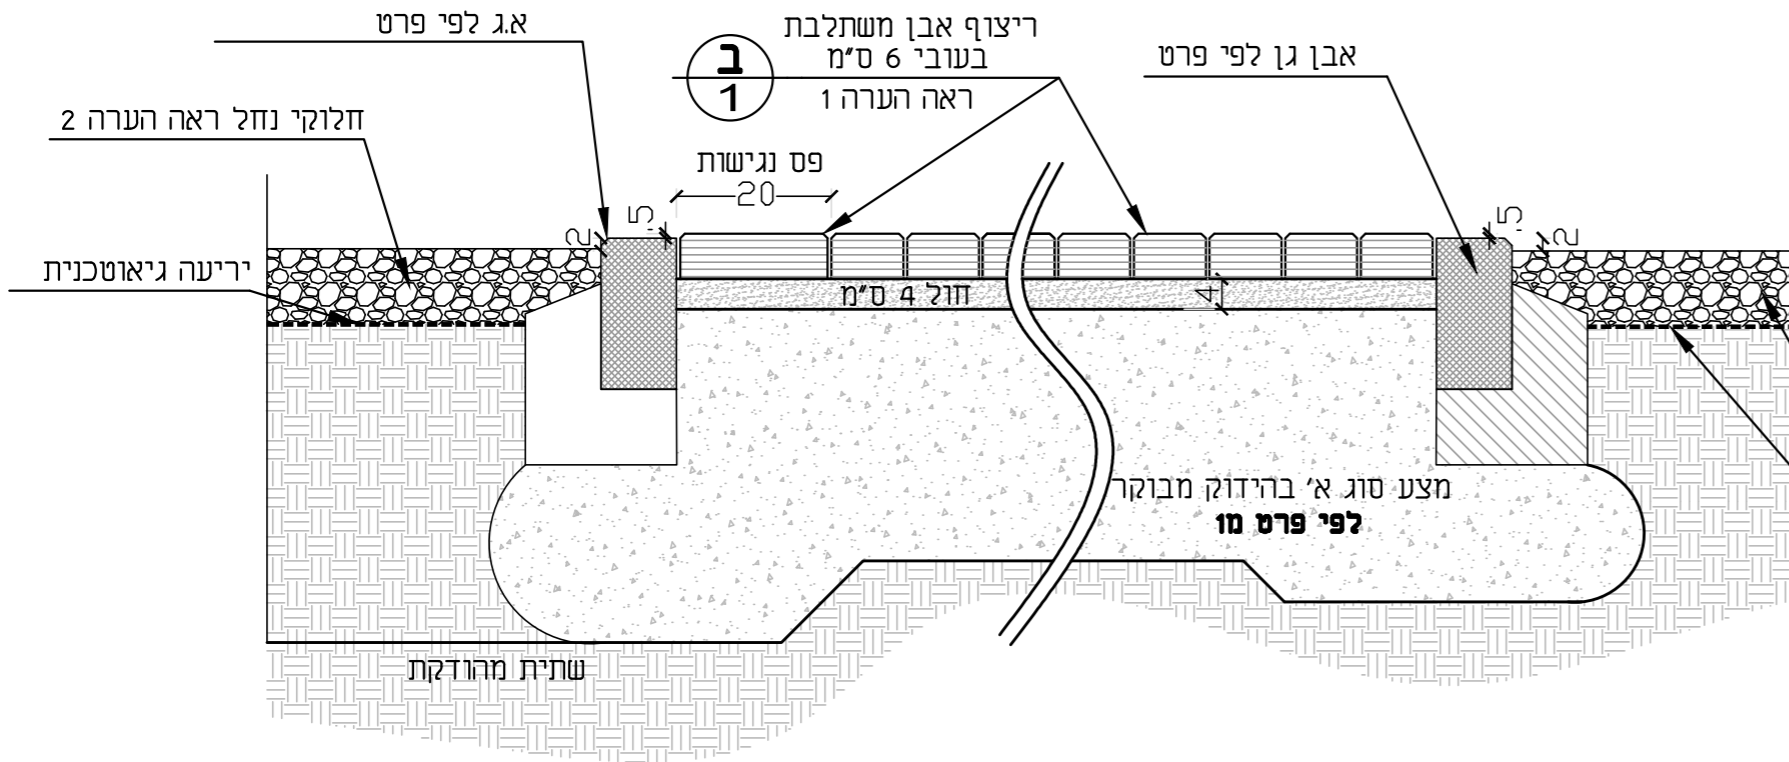 א.ג לפי פרט
ריצוף אבן משתלבת
בעובי 6 ס"מ
ראה הערה 1
ב
1
אבן גן לפי פרט
חלוקי נחל ראה הערה 2
פס נגישות
20
.5
2
.5
2
יריעה גיאוטכנית
חול 4 ס"מ
4
מצע סוג א' בהידוק מבוקר
לפי פרט מו
שתית מהודקת